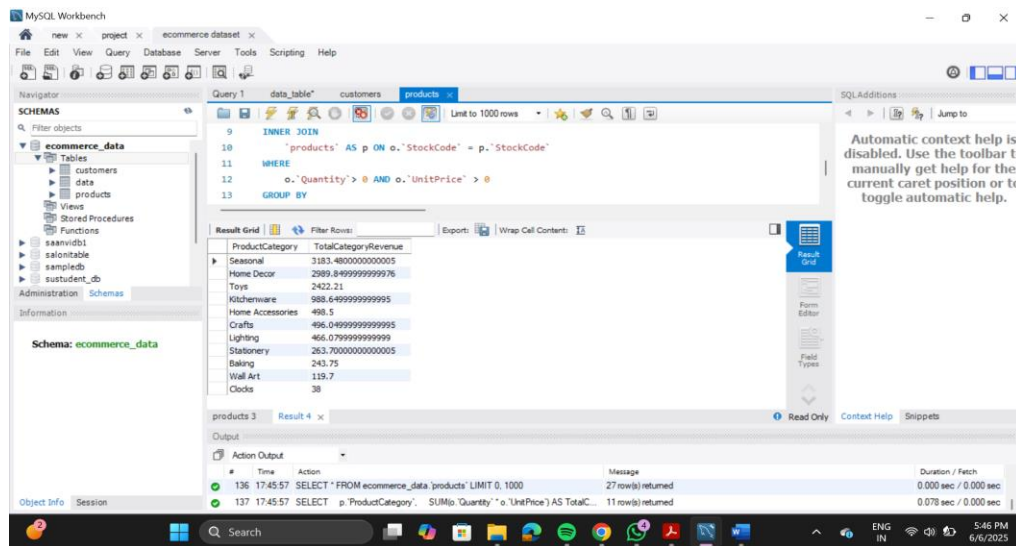 MySQL Workbench
new × project × ecommerce dataset ×
File Edit View Query Database Server Tools Scripting Help
Navigator
SCHEMAS
Filter objects
ecommerce_data
Tables
customers
data
products
Views
Stored Procedures
Functions
saanvidb1
salonitable
sampledb
sustudent_db
Administration Schemas
Information
Schema: ecommerce_data
Object Info Session
Query 1 data_table* customers products ×
Limit to 1000 rows
9 INNER JOIN
10 `products` AS p ON o.`StockCode` = p.`StockCode`
11 WHERE
12 o.`Quantity`> 0 AND o.`UnitPrice` > 0
13 GROUP BY
Result Grid Filter Rows: Export: Wrap Cell Content:
ProductCategory TotalCategoryRevenue
Seasonal 3183.4800000000005
Home Decor 2989.8499999999976
Toys 2422.21
Kitchenware 988.6499999999995
Home Accessories 498.5
Crafts 496.04999999999995
Lighting 466.0799999999999
Stationery 263.70000000000005
Baking 243.75
Wall Art 119.7
Clocks 38
Result Grid
Form Editor
Field Types
products 3 Result 4 × Read Only
Output
Action Output
# Time Action Message Duration / Fetch
136 17:45:57 SELECT * FROM ecommerce_data.`products` LIMIT 0, 1000 27 row(s) returned 0.000 sec / 0.000 sec
137 17:45:57 SELECT p.`ProductCategory`, SUM(o.`Quantity` * o.`UnitPrice`) AS TotalC... 11 row(s) returned 0.078 sec / 0.000 sec
SQLAdditions
Jump to
Automatic context help is
disabled. Use the toolbar t
manually get help for the
current caret position or to
toggle automatic help.
Context Help Snippets
2
Search
4
ENG
IN
5:46 PM
6/6/2025